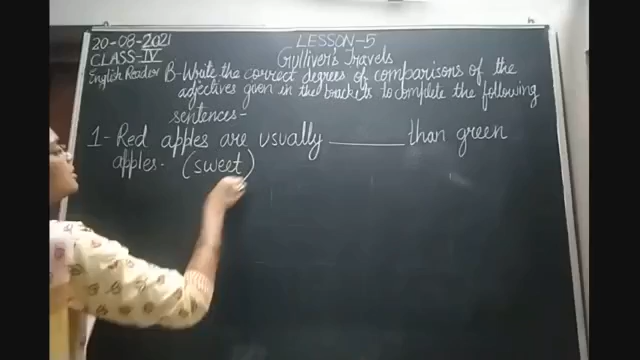 20-08-2021
CLASS-IV
English Reader
LESSON-5
Gulliver's Travels
B-Write the correct degrees of comparisons of the
adjectives given in the brackets to complete the following
sentences-
1- Red apples are usually ______ than green
apples. (sweet)